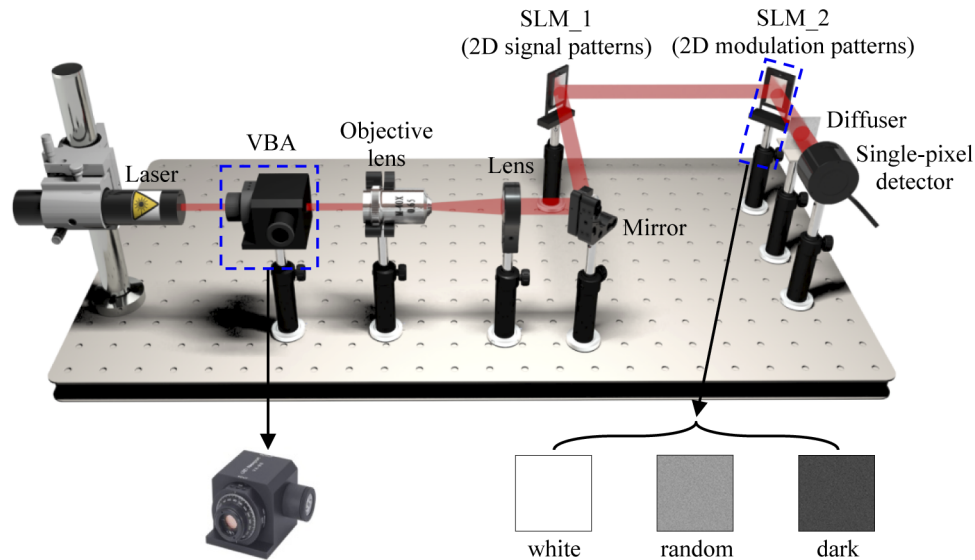 SLM_1
(2D signal patterns)
SLM_2
(2D modulation patterns)
Laser
VBA
Objective
lens
Lens
Mirror
Diffuser
Single-pixel
detector
white
random
dark